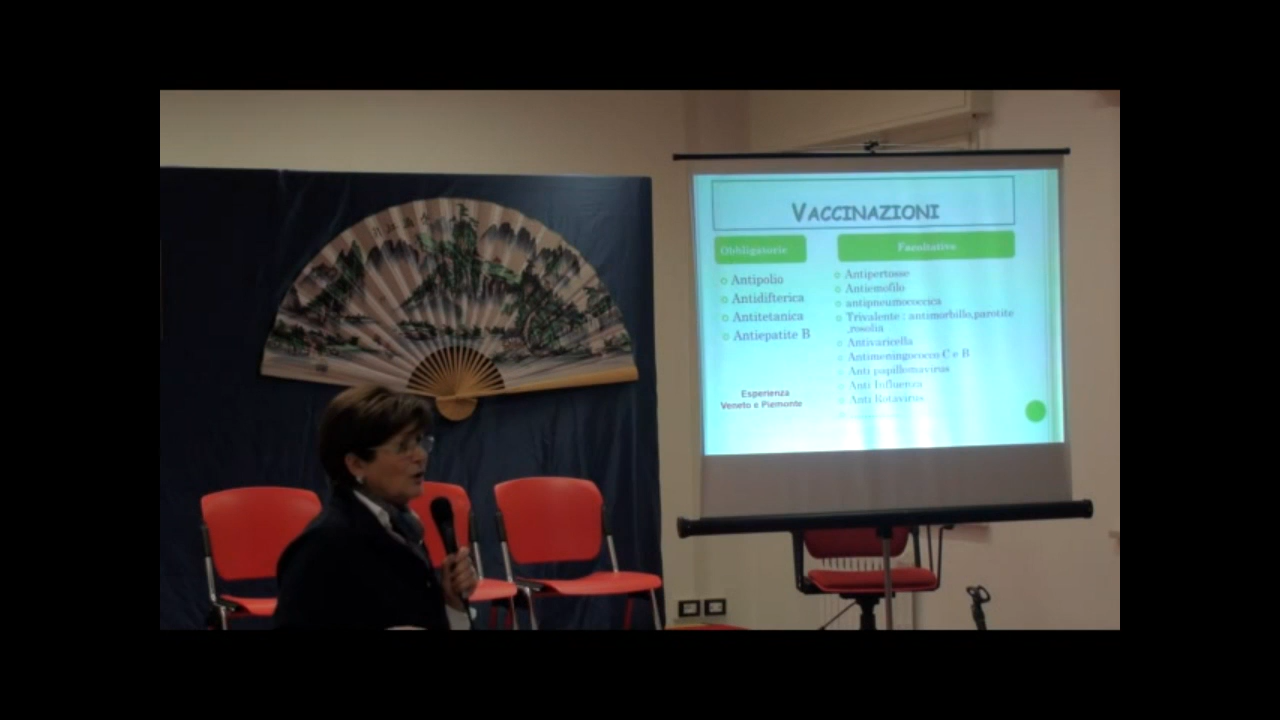 VACCINAZIONI
Obbligatorie
Antipolio
Antidifterica
Antitetanica
Antiepatite B
Esperienza
Veneto e Piemonte
Facoltative
Antipertosse
Antiemofilo
antipneumococcica
Trivalente : antimorbillo,parotite
,rosolia
Antivaricella
Antimeningococco C e B
Anti papillomavirus
Anti Influenza
Anti Rotavirus